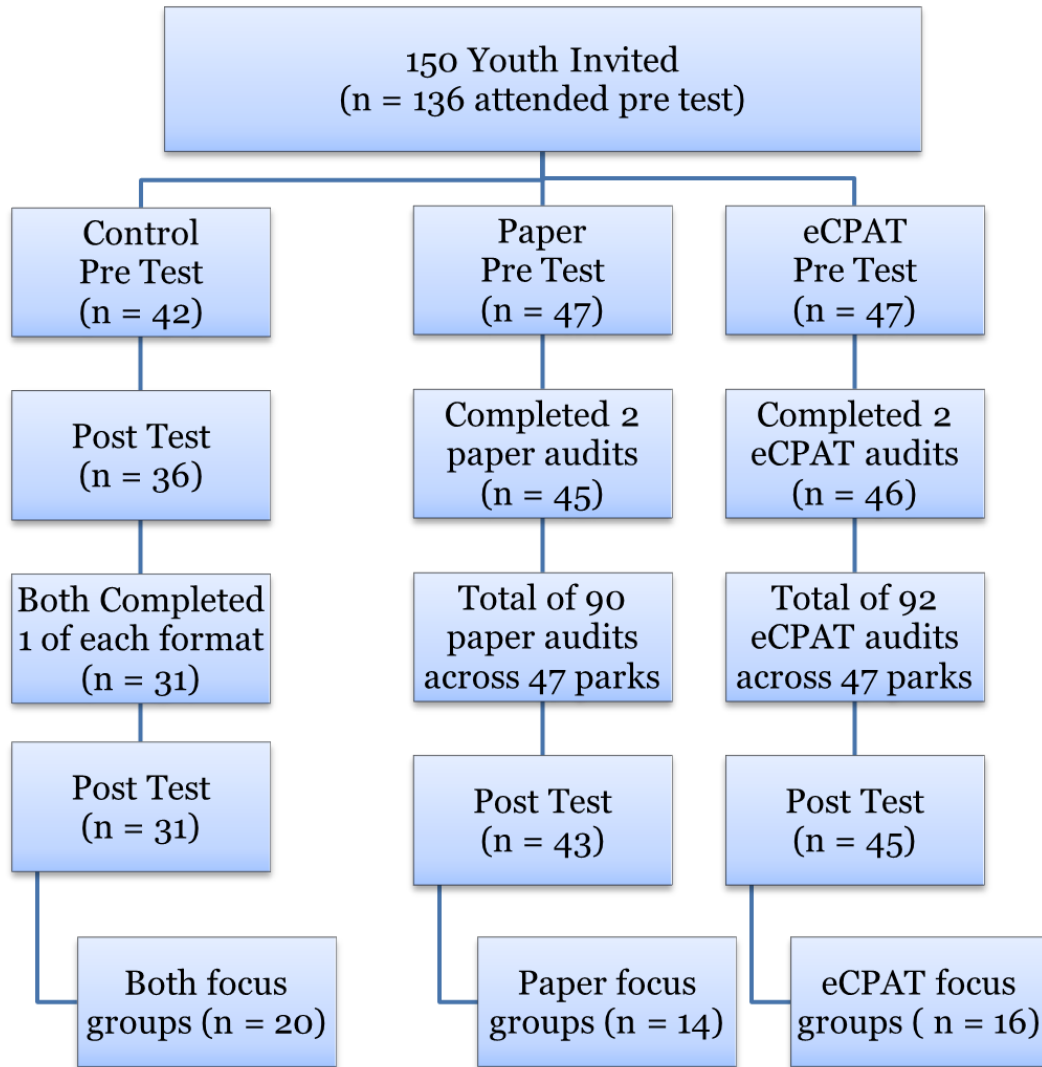 150 Youth Invited
(n = 136 attended pre test)
Control
Pre Test
(n = 42)
Paper
Pre Test
(n = 47)
eCPAT
Pre Test
(n = 47)
Post Test
(n = 36)
Completed 2
paper audits
(n = 45)
Completed 2
eCPAT audits
(n = 46)
Both Completed
1 of each format
(n = 31)
Total of 90
paper audits
across 47 parks
Total of 92
eCPAT audits
across 47 parks
Post Test
(n = 31)
Post Test
(n = 43)
Post Test
(n = 45)
Both focus
groups (n = 20)
Paper focus
groups (n = 14)
eCPAT focus
groups ( n = 16)